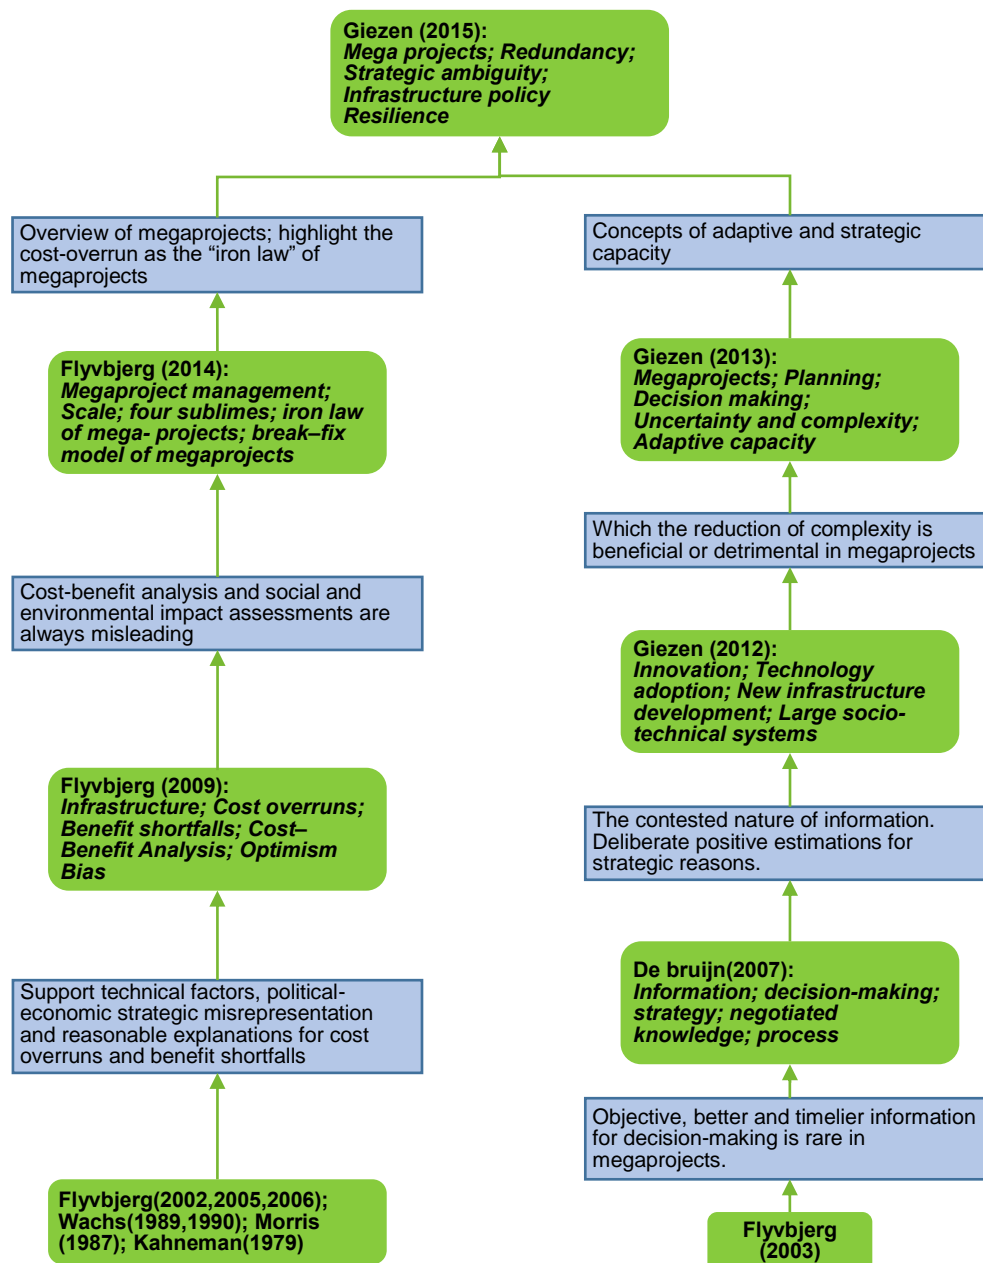 Giezen (2015):
Mega projects; Redundancy;
Strategic ambiguity;
Infrastructure policy
Resilience
Overview of megaprojects; highlight the
cost-overrun as the “iron law” of
megaprojects
Flyvbjerg (2014):
Megaproject management;
Scale; four sublimes; iron law
of mega- projects; break–fix
model of megaprojects
Cost-benefit analysis and social and
environmental impact assessments are
always misleading
Flyvbjerg (2009):
Infrastructure; Cost overruns;
Benefit shortfalls; Cost–
Benefit Analysis; Optimism
Bias
Support technical factors, political-
economic strategic misrepresentation
and reasonable explanations for cost
overruns and benefit shortfalls
Flyvbjerg(2002,2005,2006);
Wachs(1989,1990); Morris
(1987); Kahneman(1979)
Concepts of adaptive and strategic
capacity
Giezen (2013):
Megaprojects; Planning;
Decision making;
Uncertainty and complexity;
Adaptive capacity
Which the reduction of complexity is
beneficial or detrimental in megaprojects
Giezen (2012):
Innovation; Technology
adoption; New infrastructure
development; Large socio-
technical systems
The contested nature of information.
Deliberate positive estimations for
strategic reasons.
De bruijn(2007):
Information; decision-making;
strategy; negotiated
knowledge; process
Objective, better and timelier information
for decision-making is rare in
megaprojects.
Flyvbjerg
(2003)